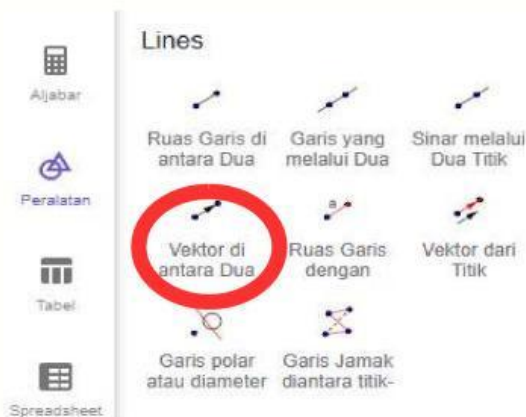 Lines
Aljabar
Ruas Garis di
antara Dua
Garis yang
melalui Dua
Sinar melalui
Dua Titik
Peralatan
Vektor di
antara Dua
a
Ruas Garis
dengan
Vektor dari
Titik
Tabel
Garis polar
atau diameter
Garis Jamak
diantara titik-
Spreadsheet